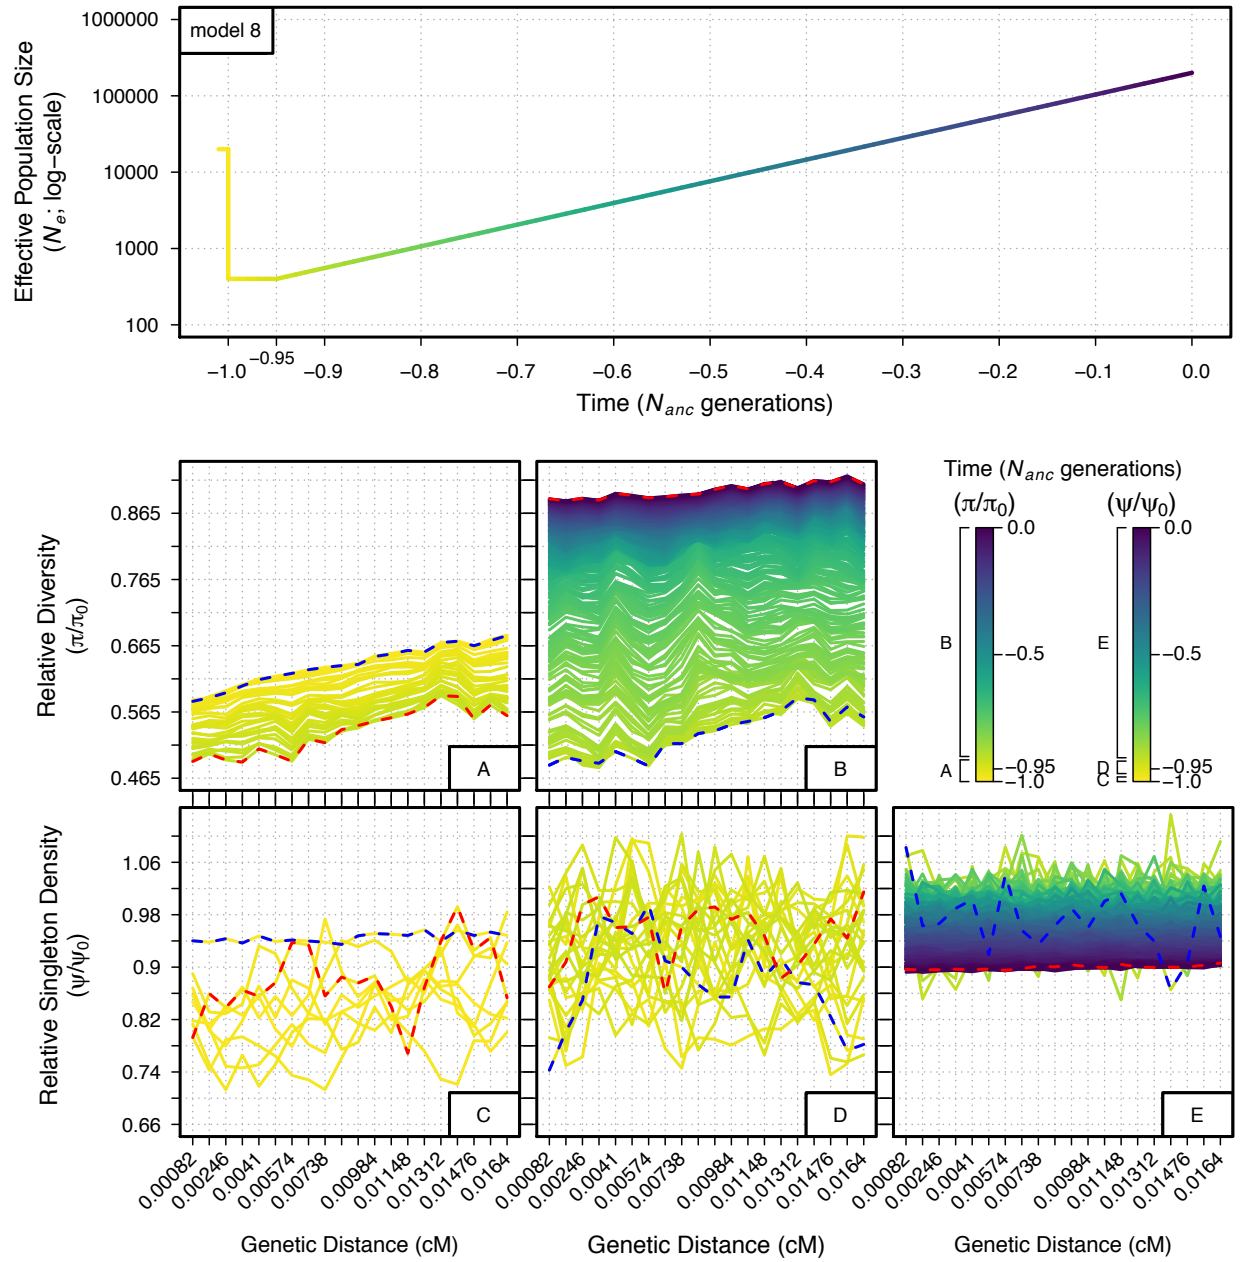 model 8
Effective Population Size
(Ne; log−scale)
1000000
100000
10000
1000
100
−1.0
−0.95
−0.9
−0.8
−0.7
−0.6
−0.5
−0.4
−0.3
−0.2
−0.1
0.0
Time (Nanc generations)
Relative Diversity
(π/π0)
0.865
0.765
0.665
0.565
0.465
A
B
Time (Nanc generations)
(π/π0)
(ψ/ψ0)
0.0
−0.5
−0.95
−1.0
B
A
0.0
−0.5
−0.95
−1.0
E
D
C
Relative Singleton Density
(ψ/ψ0)
1.06
0.98
0.9
0.82
0.74
0.66
C
D
E
0.00082
0.00246
0.0041
0.00574
0.00738
0.00984
0.01148
0.01312
0.01476
0.0164
0.00082
0.00246
0.0041
0.00574
0.00738
0.00984
0.01148
0.01312
0.01476
0.0164
0.00082
0.00246
0.0041
0.00574
0.00738
0.00984
0.01148
0.01312
0.01476
0.0164
Genetic Distance (cM)
Genetic Distance (cM)
Genetic Distance (cM)